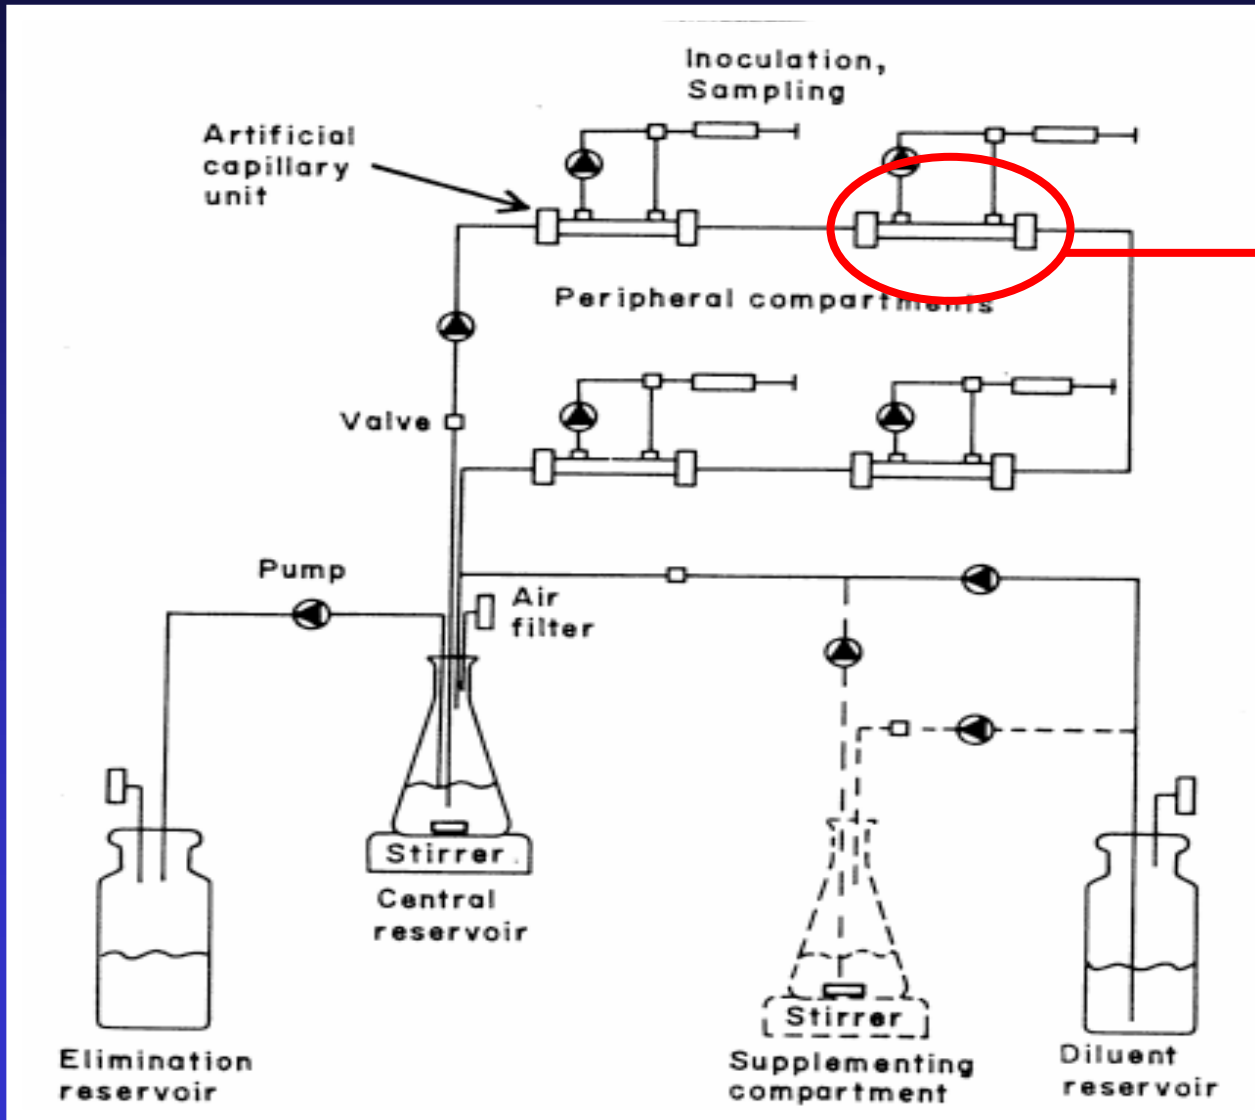 Inoculation,
Sampling
Artificial
capillary
unit
Peripheral compartments
Valve
Pump
Air
filter
Stirrer
Central
reservoir
Stirrer
Elimination
reservoir
Supplementing
compartment
Diluent
reservoir